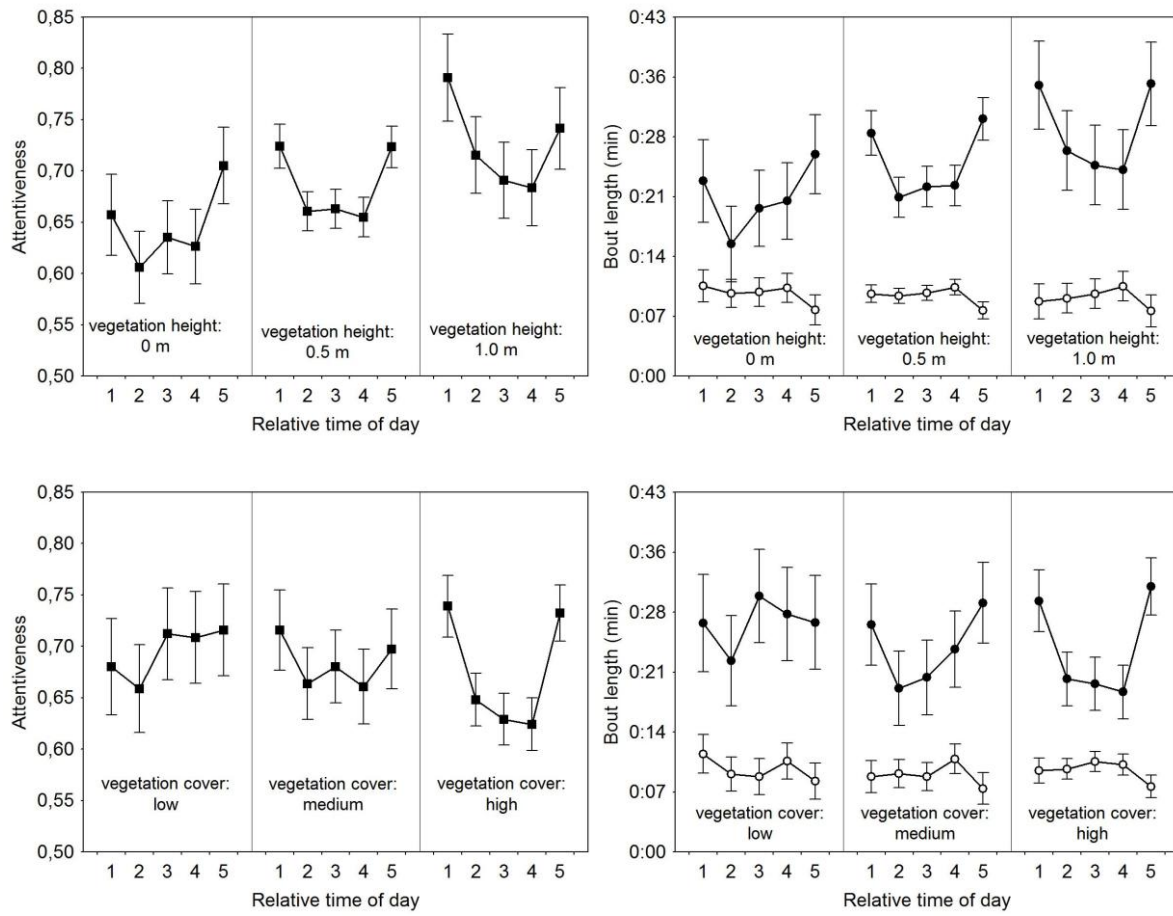 0,85
0,80
0,75
0,70
0,65
0,60
0,55
0,50
Attentiveness
vegetation height:
0 m
vegetation height:
0.5 m
vegetation height:
1.0 m
1 2 3 4 5 1 2 3 4 5 1 2 3 4 5
Relative time of day
0:43
0:36
0:28
0:21
0:14
0:07
0:00
Bout length (min)
vegetation height:
0 m
vegetation height:
0.5 m
vegetation height:
1.0 m
1 2 3 4 5 1 2 3 4 5 1 2 3 4 5
Relative time of day
0,85
0,80
0,75
0,70
0,65
0,60
0,55
0,50
Attentiveness
vegetation cover:
low
vegetation cover:
medium
vegetation cover:
high
1 2 3 4 5 1 2 3 4 5 1 2 3 4 5
Relative time of day
0:43
0:36
0:28
0:21
0:14
0:07
0:00
Bout length (min)
vegetation cover:
low
vegetation cover:
medium
vegetation cover:
high
1 2 3 4 5 1 2 3 4 5 1 2 3 4 5
Relative time of day